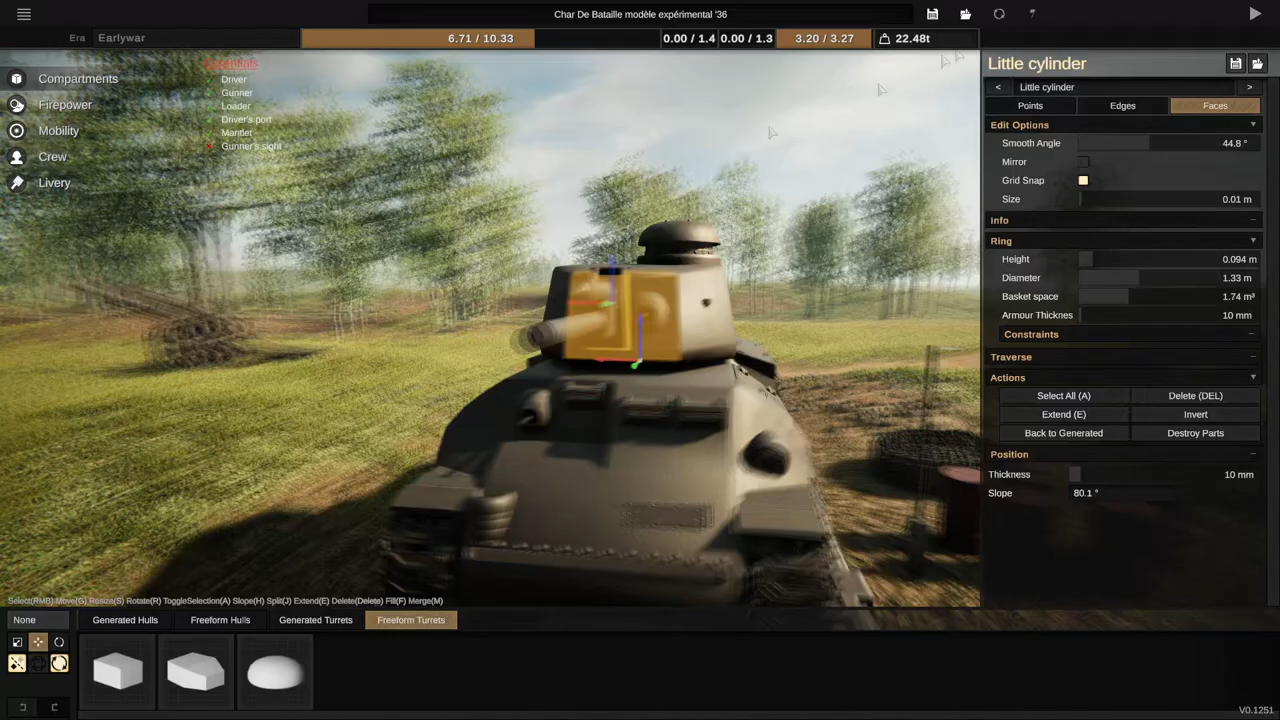 Char De Bataille modèle expérimental '36
Era Earlywar 6.71 / 10.33 0.00 / 1.4 0.00 / 1.3 3.20 / 3.27 22.48t
Essentials
Driver
Gunner
Loader
Driver's port
Mantlet
Gunner's sight
Compartments
Firepower
Mobility
Crew
Livery
Little cylinder
< Little cylinder >
Points Edges Faces
Edit Options
Smooth Angle 44.8 °
Mirror
Grid Snap
Size 0.01 m
Info
Ring
Height 0.094 m
Diameter 1.33 m
Basket space 1.74 m³
Armour Thicknes 10 mm
Constraints
Traverse
Actions
Select All (A) Delete (DEL)
Extend (E) Invert
Back to Generated Destroy Parts
Position
Thickness 10 mm
Slope 80.1 °
Select(RMB) Move(G) Resize(S) Rotate(R) ToggleSelection(A) Slope(H) Split(J) Extend(E) Delete(Delete) Fill(F) Merge(M)
None Generated Hulls Freeform Hulls Generated Turrets Freeform Turrets
V0.1251